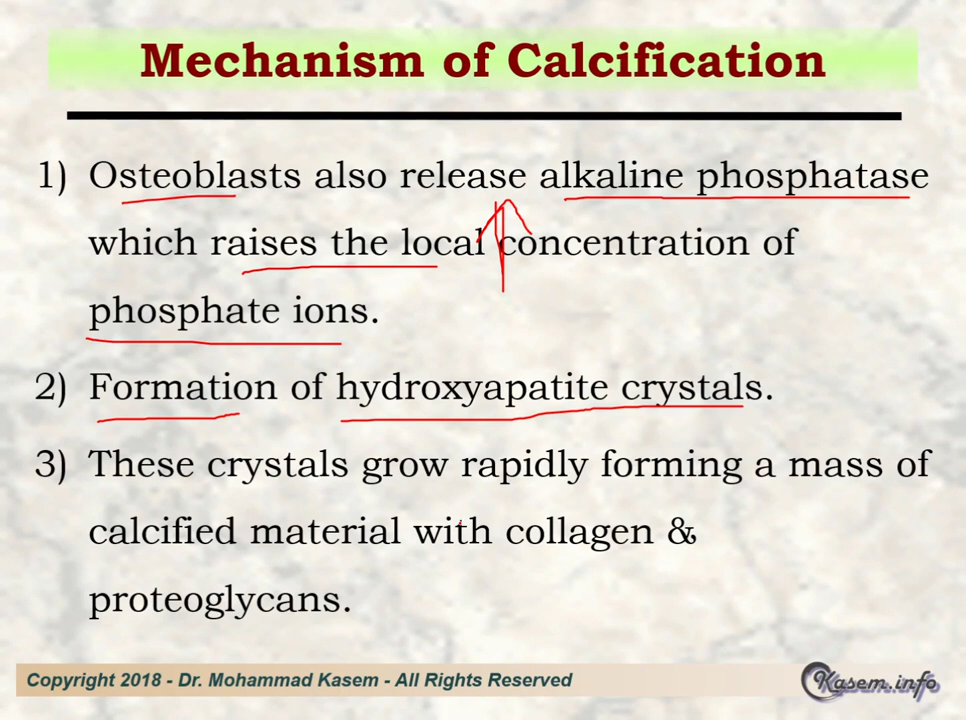 Mechanism of Calcification
1) Osteoblasts also release alkaline phosphatase
which raises the local concentration of
phosphate ions.
2) Formation of hydroxyapatite crystals.
3) These crystals grow rapidly forming a mass of
calcified material with collagen &
proteoglycans.
Copyright 2018 - Dr. Mohammad Kasem - All Rights Reserved
Kasem.info